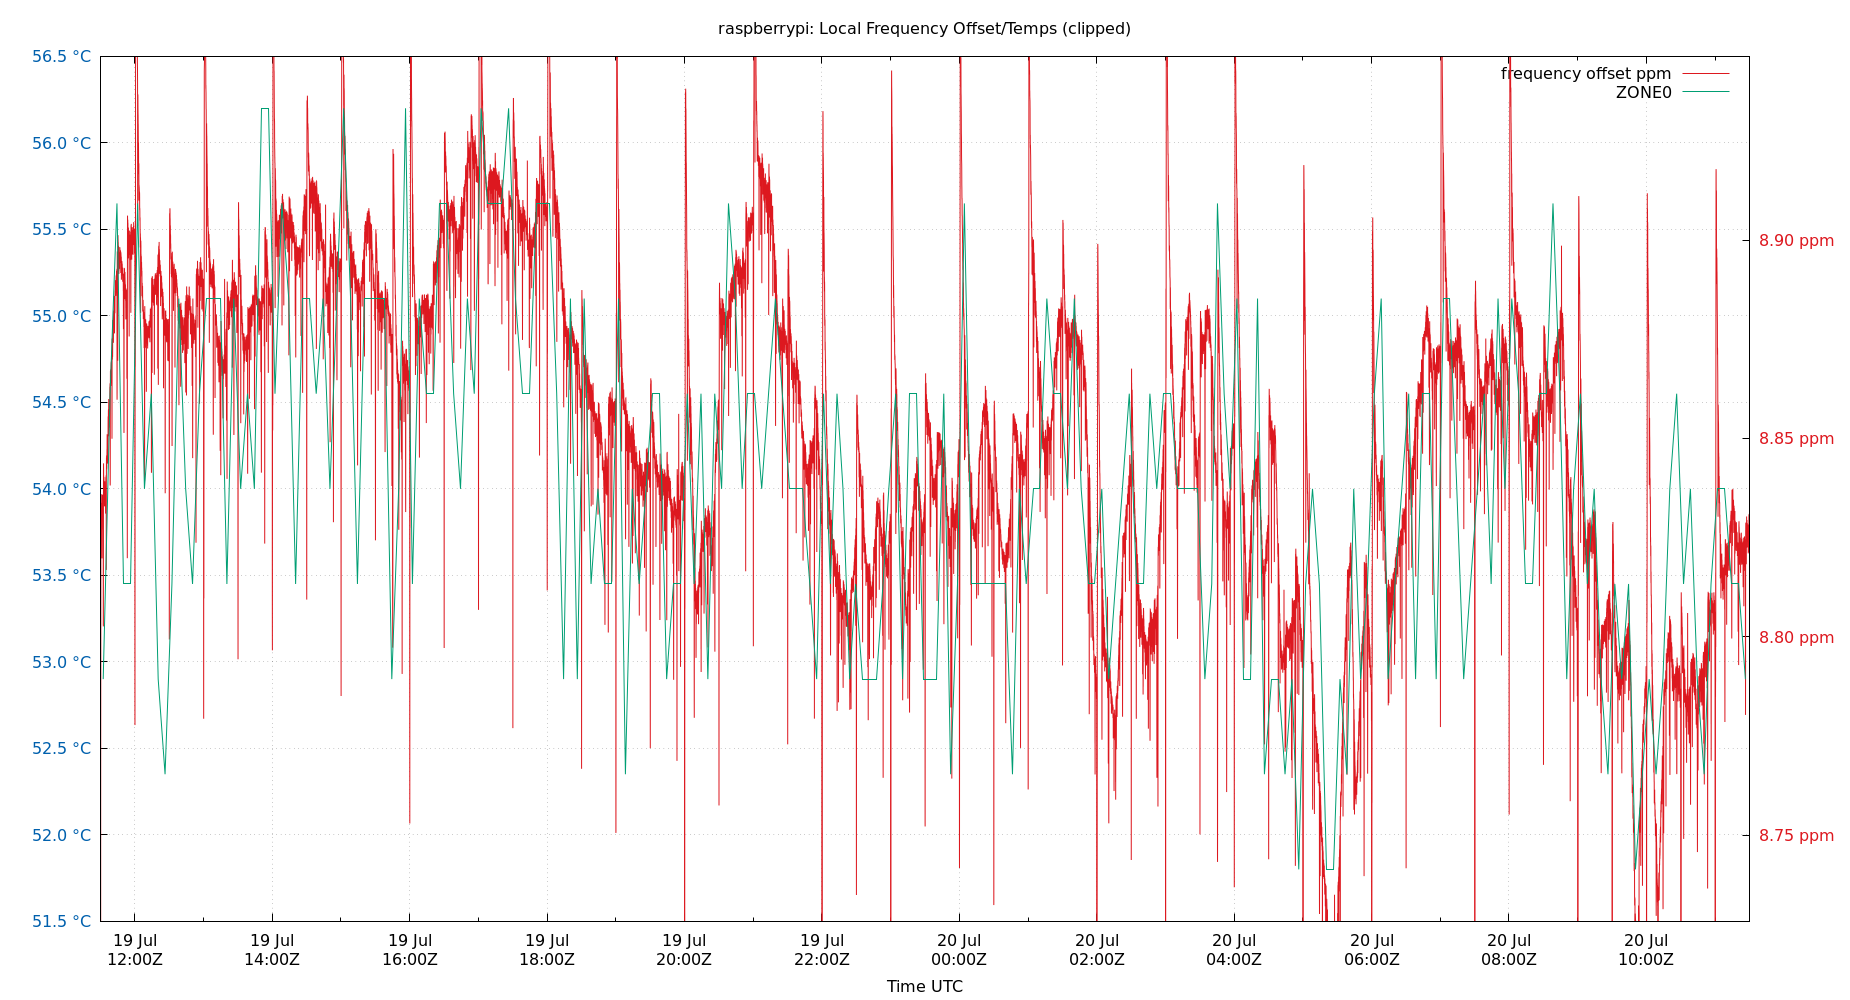 raspberrypi: Local Frequency Offset/Temps (clipped)
frequency offset ppm
ZONE0
56.5 °C
56.0 °C
55.5 °C
55.0 °C
54.5 °C
54.0 °C
53.5 °C
53.0 °C
52.5 °C
52.0 °C
51.5 °C
8.90 ppm
8.85 ppm
8.80 ppm
8.75 ppm
19 Jul 19 Jul 19 Jul 19 Jul 19 Jul 19 Jul 20 Jul 20 Jul 20 Jul 20 Jul 20 Jul 20 Jul
12:00Z 14:00Z 16:00Z 18:00Z 20:00Z 22:00Z 00:00Z 02:00Z 04:00Z 06:00Z 08:00Z 10:00Z
Time UTC